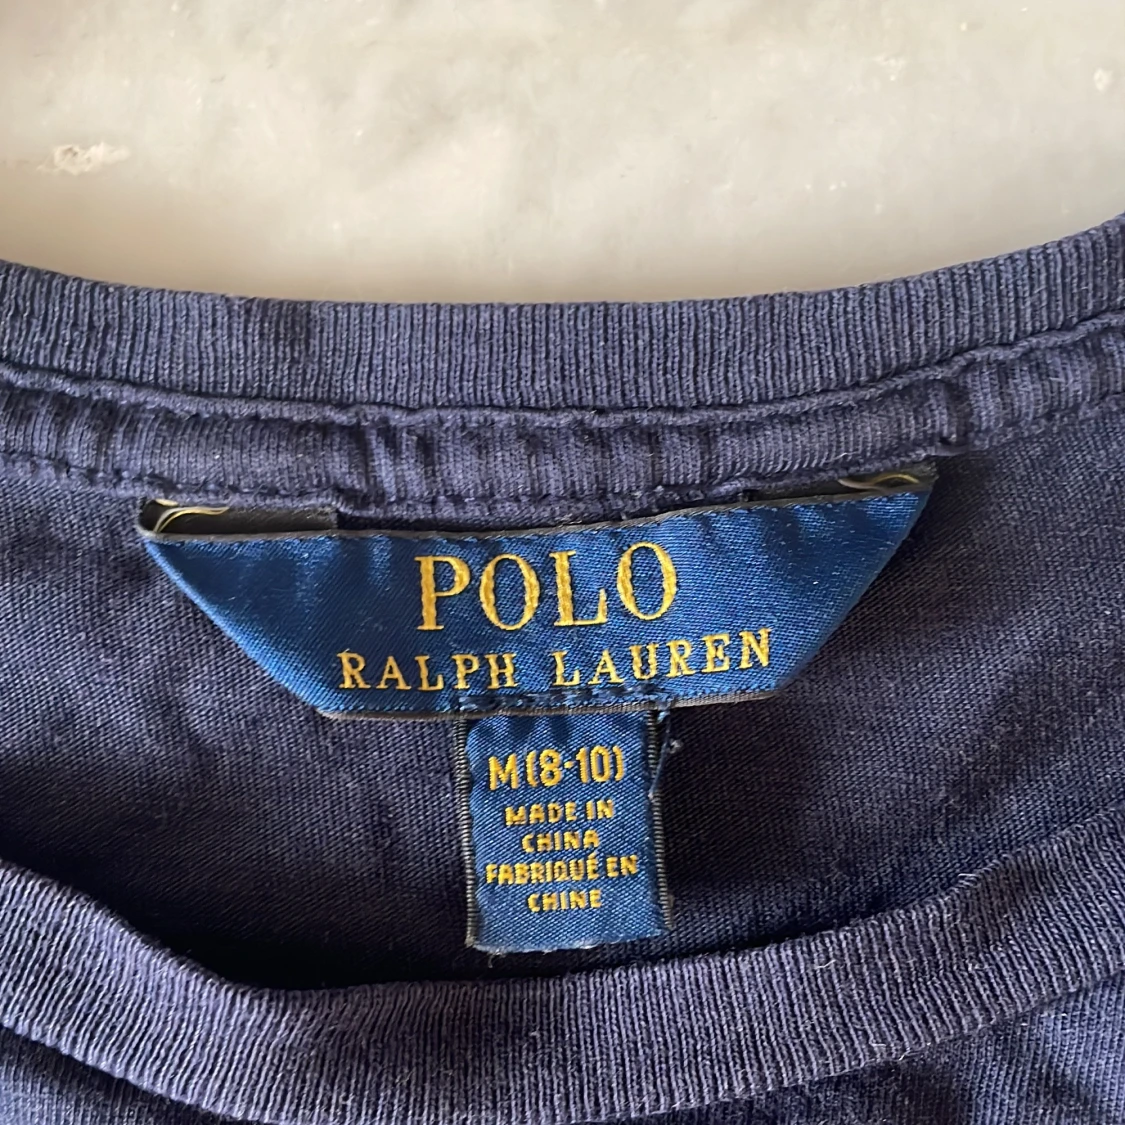 POLO
RALPH LAUREN
M(8-10)
MADE IN
CHINA
FABRIQUÉ EN
CHINE